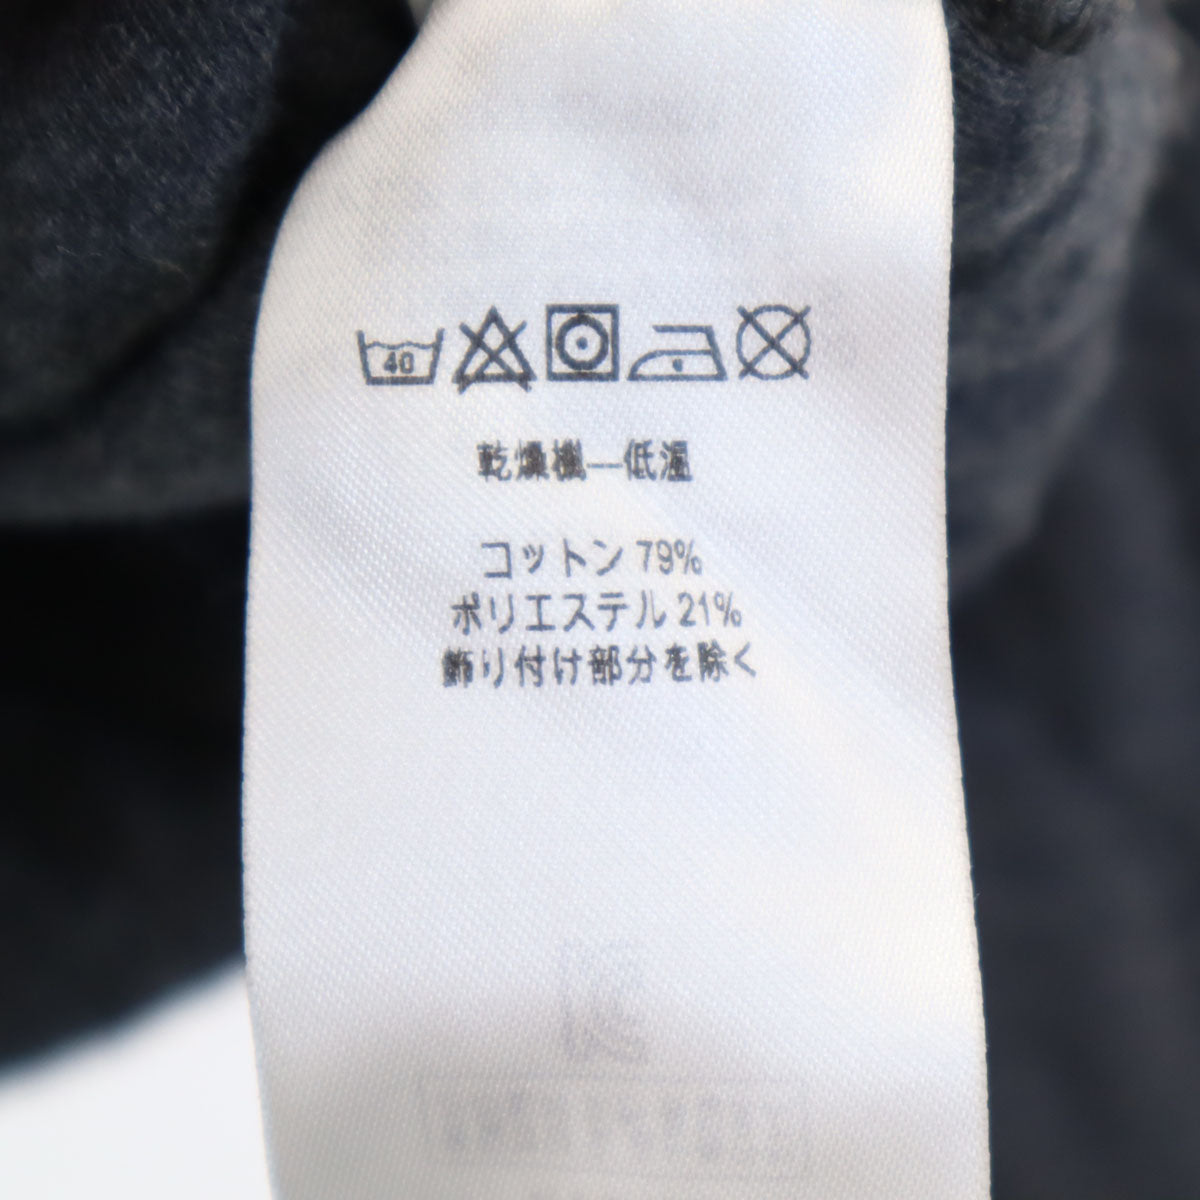 40
乾燥機—低温
コットン 79%
ポリエステル 21%
飾り付け部分を除く